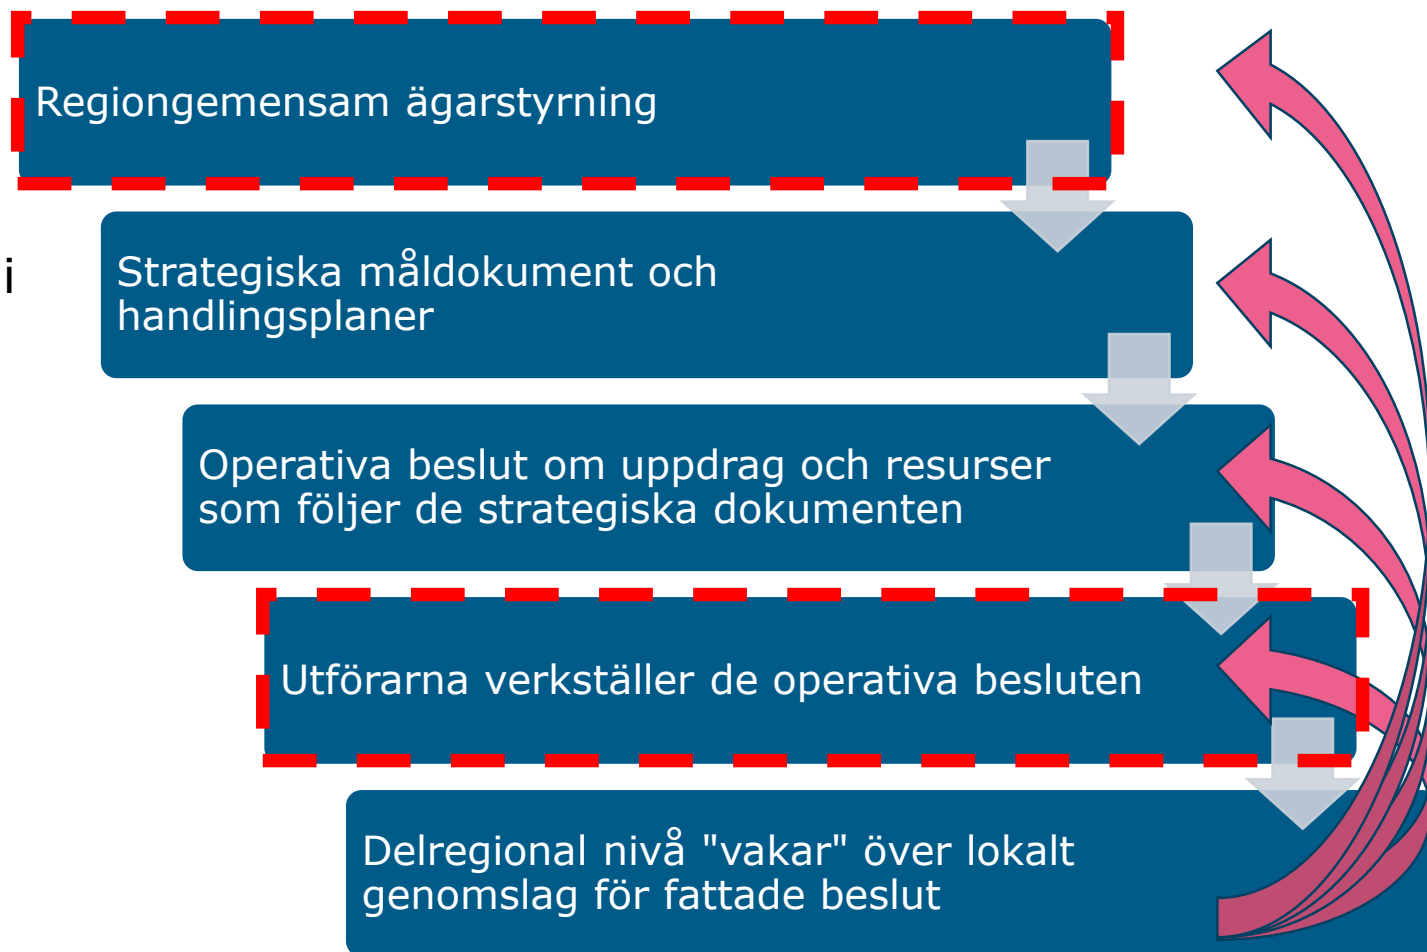 Regiongemensam ägarstyrning
i
Strategiska måldokument och
handlingsplaner
Operativa beslut om uppdrag och resurser
som följer de strategiska dokumenten
Utförarna verkställer de operativa besluten
Delregional nivå "vakar" över lokalt
genomslag för fattade beslut